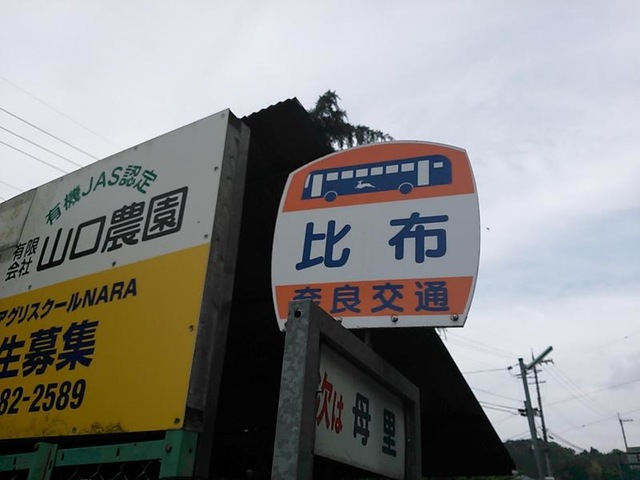 有機JAS認定
有限会社 山口農園
アグリスクールNARA
生募集
82-2589
比布
奈良交通
次は 母里